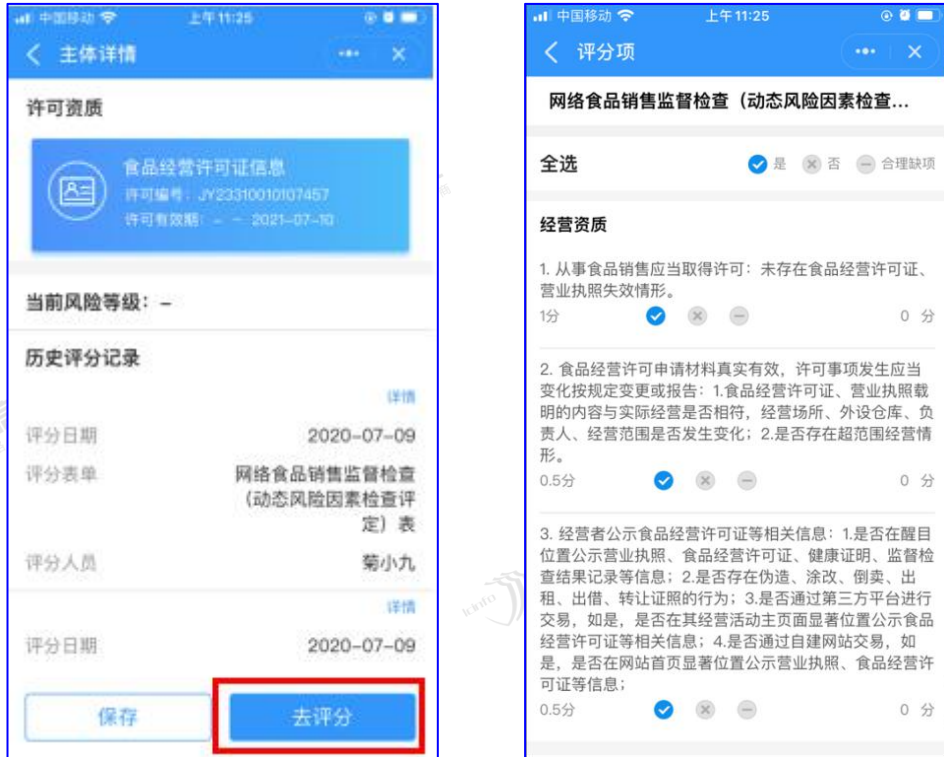 中国移动 上午11:25
主体详情
许可资质
食品经营许可证信息
许可编号：JY23310010107457
许可有效期：- - 2021-07-10
当前风险等级：-
历史评分记录
详情
评分日期 2020-07-09
评分表单 网络食品销售监督检查
（动态风险因素检查评
定）表
评分人员 菊小九
详情
评分日期 2020-07-09
保存 去评分
中国移动 上午11:25
评分项
网络食品销售监督检查（动态风险因素检查...
全选 是 否 合理缺项
经营资质
1. 从事食品销售应当取得许可：未存在食品经营许可证、
营业执照失效情形。
1分 0 分
2. 食品经营许可申请材料真实有效，许可事项发生应当
变化按规定变更或报告：1.食品经营许可证、营业执照载
明的内容与实际经营是否相符，经营场所、外设仓库、负
责人、经营范围是否发生变化；2.是否存在超范围经营情
形。
0.5分 0 分
3. 经营者公示食品经营许可证等相关信息：1.是否在醒目
位置公示营业执照、食品经营许可证、健康证明、监督检
查结果记录等信息；2.是否存在伪造、涂改、倒卖、出
租、出借、转让证照的行为；3.是否通过第三方平台进行
交易，如是，是否在其经营活动主页面显著位置公示食品
经营许可证等相关信息；4.是否通过自建网站交易，如
是，是否在网站首页显著位置公示营业执照、食品经营许
可证等信息；
0.5分 0 分